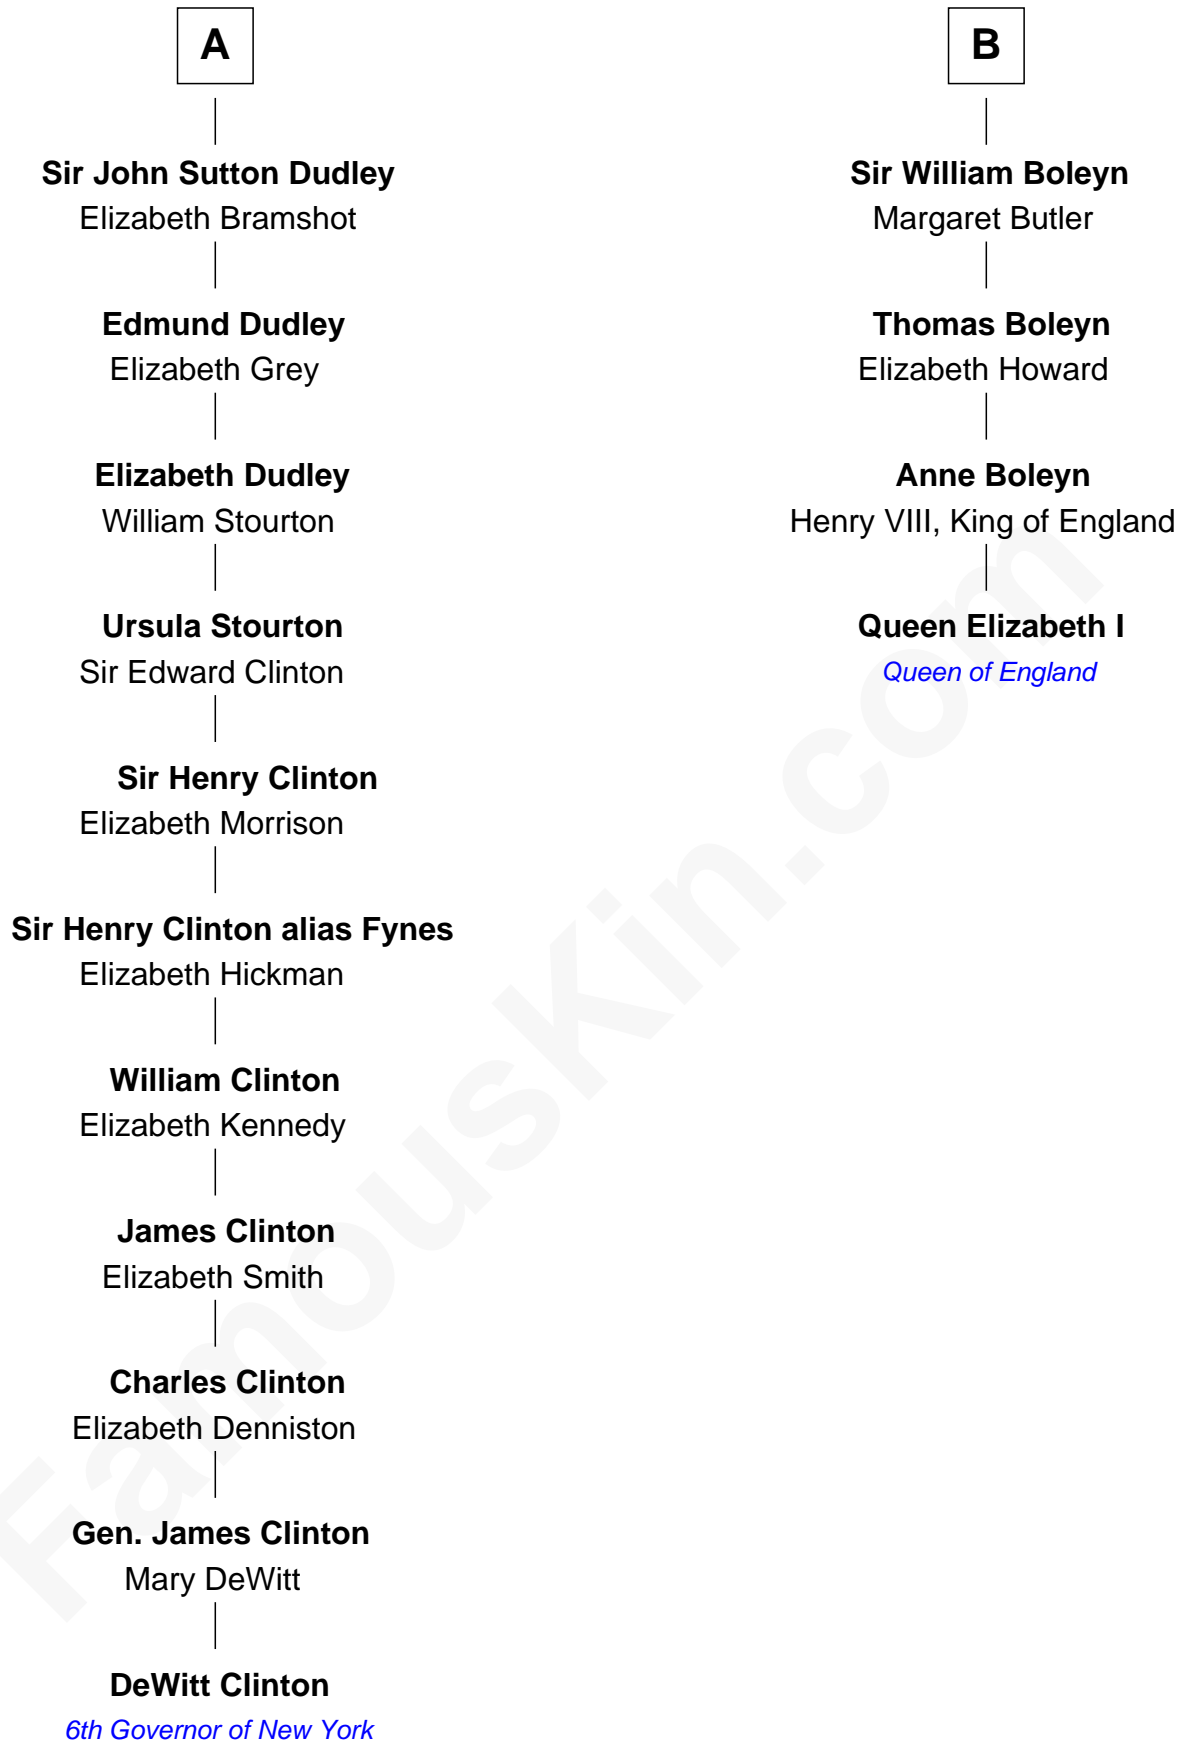 A
Sir John Sutton Dudley
Elizabeth Bramshot
Edmund Dudley
Elizabeth Grey
Elizabeth Dudley
William Stourton
Ursula Stourton
Sir Edward Clinton
Sir Henry Clinton
Elizabeth Morrison
Sir Henry Clinton alias Fynes
Elizabeth Hickman
William Clinton
Elizabeth Kennedy
James Clinton
Elizabeth Smith
Charles Clinton
Elizabeth Denniston
Gen. James Clinton
Mary DeWitt
DeWitt Clinton
6th Governor of New York
B
Sir William Boleyn
Margaret Butler
Thomas Boleyn
Elizabeth Howard
Anne Boleyn
Henry VIII, King of England
Queen Elizabeth I
Queen of England
FamousKin.com